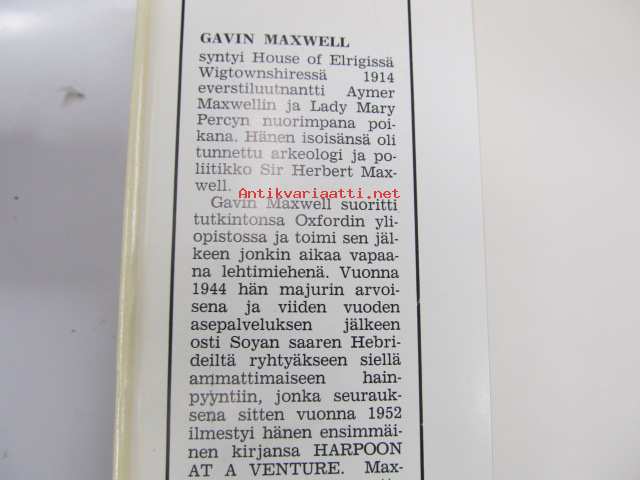 GAVIN MAXWELL
syntyi House of Elrigissä
Wigtownshiressä 1914
everstiluutnantti Aymer
Maxwellin ja Lady Mary
Percyn nuorimpana poi-
kana. Hänen isoisänsä oli
tunnettu arkeologi ja po-
liitikko Sir Herbert Max-
well.
Antikvariaatti.net
Gavin Maxwell suoritti
tutkintonsa Oxfordin yli-
opistossa ja toimi sen jäl-
keen jonkin aikaa vapaa-
na lehtimiehenä. Vuonna
1944 hän majurin arvoi-
sena ja viiden vuoden
asepalveluksen jälkeen
osti Soyan saaren Hebri-
deiltä ryhtyäkseen siellä
ammattimaiseen hain-
pyyntiin, jonka seurauk-
sena sitten vuonna 1952
ilmestyi hänen ensimmäi-
nen kirjansa HARPOON
AT A VENTURE. Max-